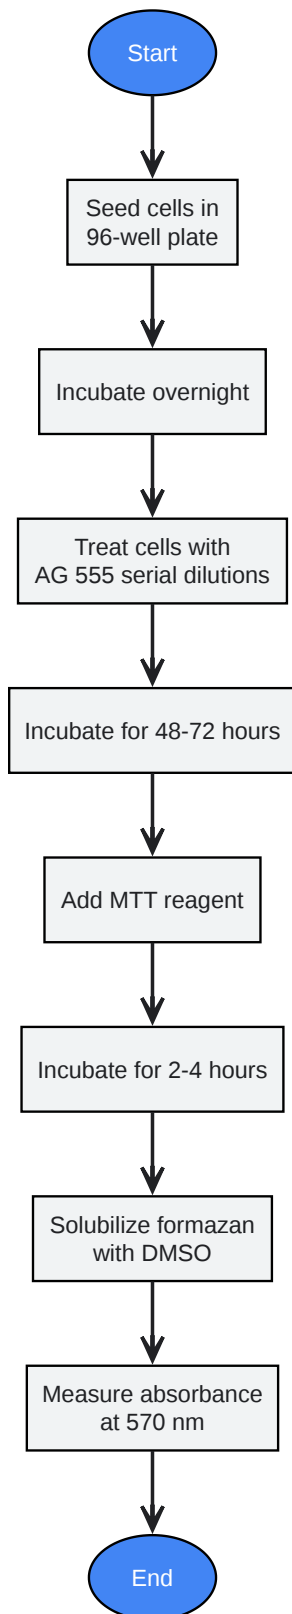 Start
Seed cells in
96-well plate
Incubate overnight
Treat cells with
AG 555 serial dilutions
Incubate for 48-72 hours
Add MTT reagent
Incubate for 2-4 hours
Solubilize formazan
with DMSO
Measure absorbance
at 570 nm
End